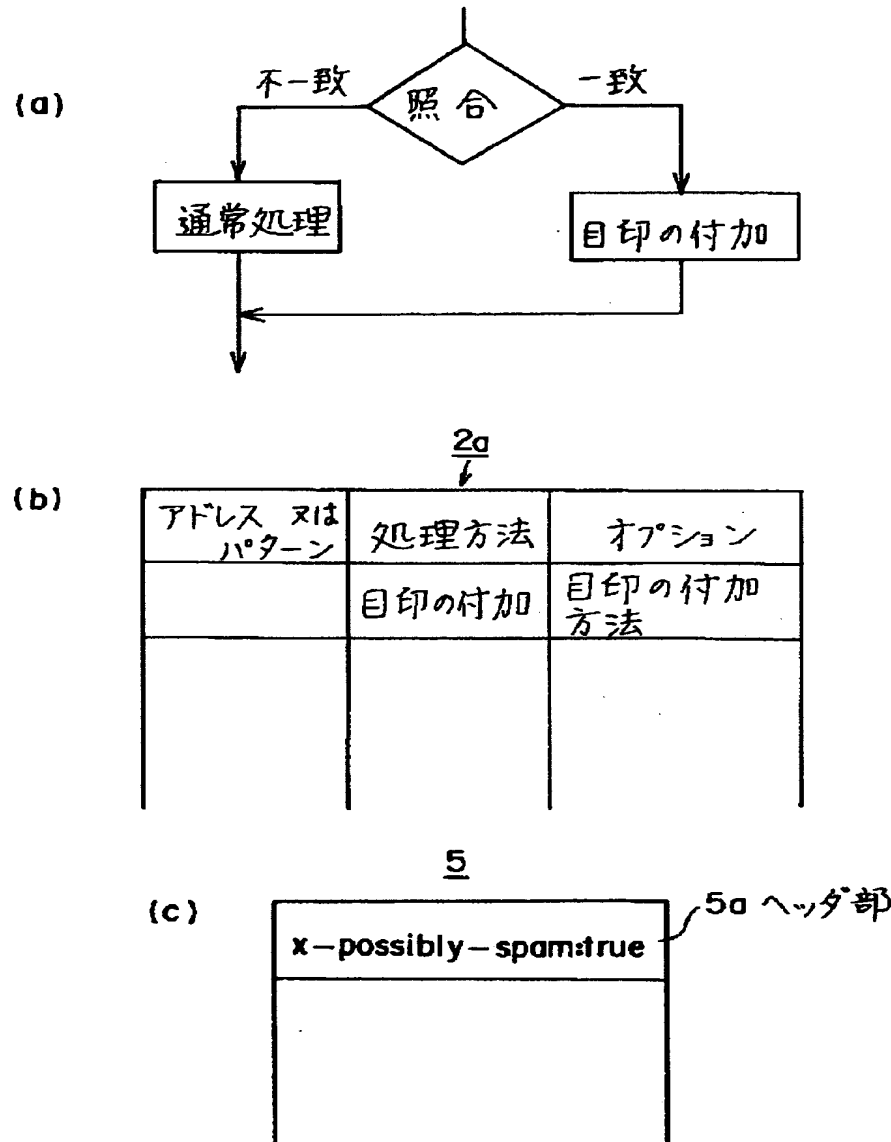 (a)
不一致
照合
一致
通常処理
目印の付加
(b)
2a
アドレス 又は
パターン
処理方法
オプション
目印の付加
目印の付加
方法
5
(c)
5a ヘッダ部
x-possibly-spam:true